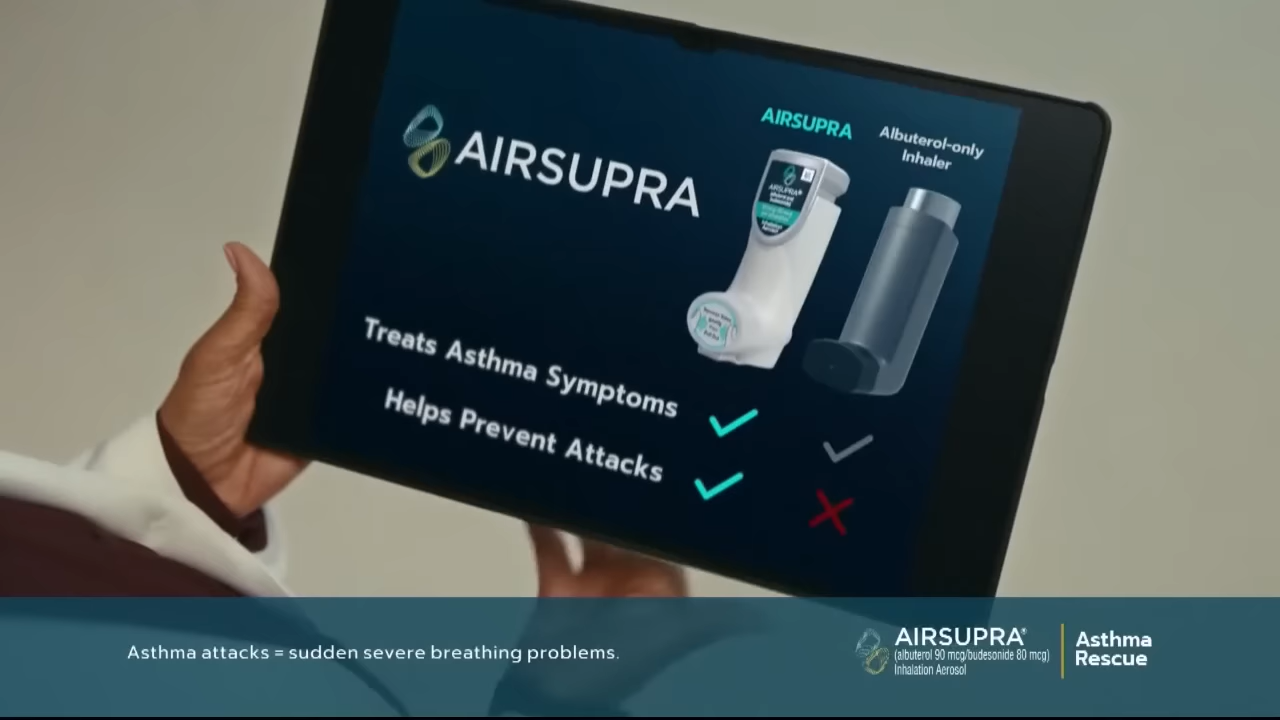 AIRSUPRA
AIRSUPRA
Albuterol-only
Inhaler
AIRSUPRA
Treats Asthma Symptoms
Helps Prevent Attacks
Asthma attacks = sudden severe breathing problems.
AIRSUPRA®
(albuterol 90 mcg/budesonide 80 mcg)
Inhalation Aerosol
Asthma
Rescue